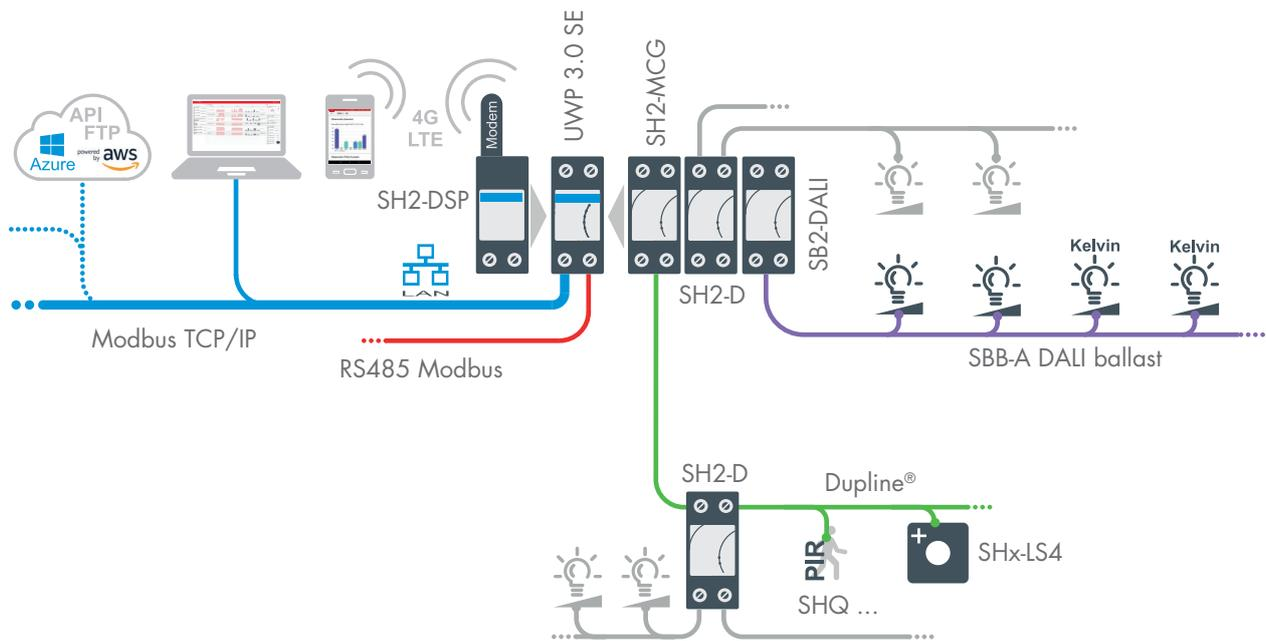 API
FTP
Azure
powered by
aws
4G
LTE
Modem
UWP 3.0 SE
SH2-MCG
SH2-DSP
SB2-DALI
SH2-D
LAN
Kelvin
Kelvin
Modbus TCP/IP
RS485 Modbus
SBB-A DALI ballast
SH2-D
Dupline®
PIR
SHQ ...
SHx-LS4